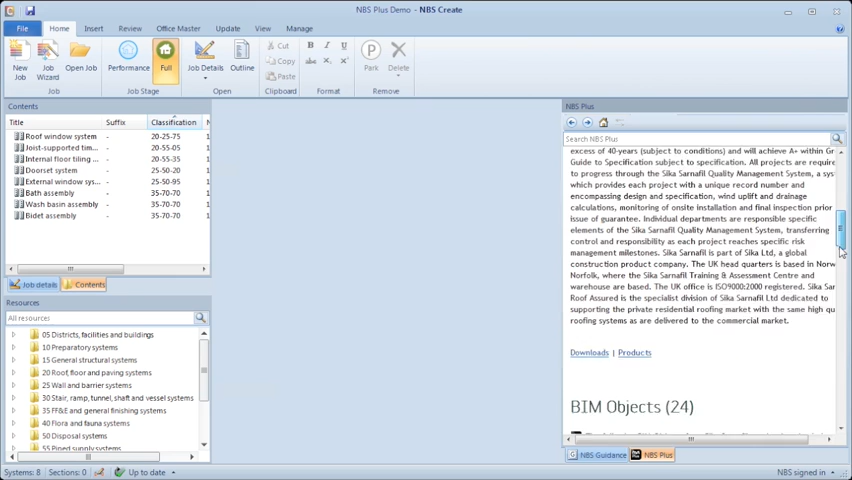 NBS Plus Demo - NBS Create
File Home Insert Review Office Master Update View Manage
New Job
Job Wizard
Open Job
Performance
Full
Job Details
Outline
Cut
Copy
Paste
B I U
abc X X
P
Park
Delete
Job Job Stage Open Clipboard Format Remove
Contents
Title Suffix Classification N
Roof window system - 20-25-75 1
Joist-supported tim... - 20-55-05 1
Internal floor tiling ... - 20-55-35 1
Doorset system - 25-50-20 1
External window sys... - 25-50-95 1
Bath assembly - 35-70-70 1
Wash basin assembly - 35-70-70 1
Bidet assembly - 35-70-70 1
Job details Contents
Resources
All resources
05 Districts, facilities and buildings
10 Preparatory systems
15 General structural systems
20 Roof, floor and paving systems
25 Wall and barrier systems
30 Stair, ramp, tunnel, shaft and vessel systems
35 FF&E and general finishing systems
40 Flora and fauna systems
50 Disposal systems
55 Piped supply systems
NBS Plus
Search NBS Plus
excess of 40-years (subject to conditions) and will achieve A+ within Gr
Guide to Specification subject to specification. All projects are require
to progress through the Sika Sarnafil Quality Management System, a sys
which provides each project with a unique record number and
encompassing design and specification, wind uplift and drainage
calculations, monitoring of onsite installation and final inspection prior
issue of guarantee. Individual departments are responsible specific
elements of the Sika Sarnafil Quality Management System, transferring
control and responsibility as each project reaches specific risk
management milestones. Sika Sarnafil is part of Sika Ltd, a global
construction product company. The UK head quarters is based in Norw
Norfolk, where the Sika Sarnafil Training & Assessment Centre and
warehouse are based. The UK office is ISO9000:2000 registered. Sika Sar
Roof Assured is the specialist division of Sika Sarnafil Ltd dedicated to
supporting the private residential roofing market with the same high qu
roofing systems as are delivered to the commercial market.
Downloads | Products
BIM Objects (24)
NBS Guidance NBS Plus
Systems: 8 Sections: 0 Up to date NBS signed in